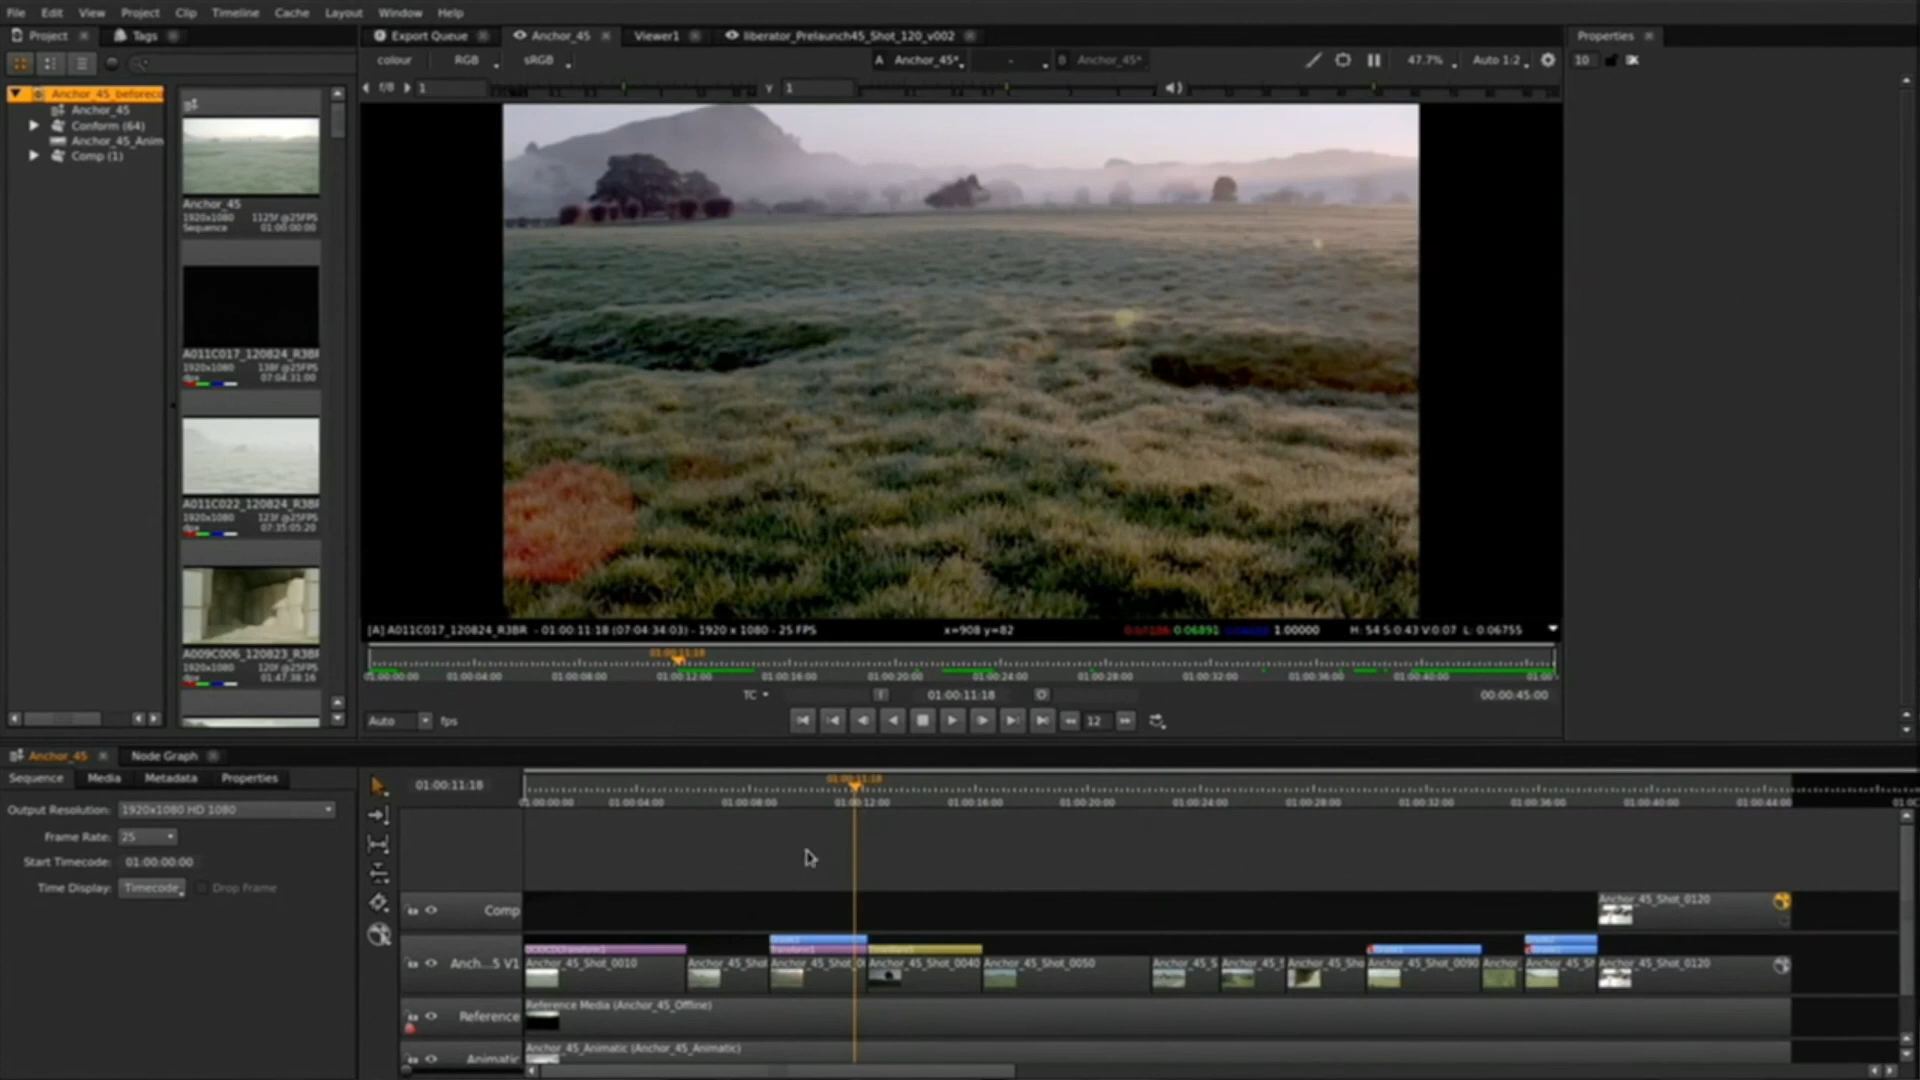 File Edit View Project Clip Timeline Cache Layout Window Help
Project Tags
Export Queue Anchor_45 Viewer1 liberator_Prelaunch45_Shot_120_v002
Properties
colour RGB sRGB A Anchor_45* - B Anchor_45* 47.7% Auto 1:2
10
f/8 1 Y 1
Anchor_45
Conform (64)
Anchor_45_Anim
Comp (1)
Anchor_45
1920x1080 1125f @25FPS
Sequence 01:00:00:00
A011C017_120824_R3BR
1920x1080 138f @25FPS
dpx 07:04:31:00
A011C022_120824_R3BR
1920x1080 123f @25FPS
dpx 07:35:05:20
A009C006_120823_R3BR
1920x1080 120f @25FPS
01:47:38:16
[A] A011C017_120824_R3BR - 01:00:11:18 (07:04:34:03) - 1920 x 1080 - 25 FPS x=908 y=82 0.06891 1.00000 H: 54 S:0.43 V:0.07 L: 0.06755
01:00:11:18
01:00:00:00 01:00:04:00 01:00:08:00 01:00:12:00 01:00:16:00 01:00:20:00 01:00:24:00 01:00:28:00 01:00:32:00 01:00:36:00 01:00:40:00 01:00:
TC I 01:00:11:18 O 00:00:45:00
Auto fps 12
Anchor_45 Node Graph
Sequence Media Metadata Properties
Output Resolution: 1920x1080 HD 1080
Frame Rate: 25
Start Timecode: 01:00:00:00
Time Display: Timecode Drop Frame
01:00:11:18 01:00:11:18
01:00:00:00 01:00:04:00 01:00:08:00 01:00:12:00 01:00:16:00 01:00:20:00 01:00:24:00 01:00:28:00 01:00:32:00 01:00:36:00 01:00:40:00 01:00:44:00
Comp Anchor_45_Shot_0120
Anch...5 V1 Anchor_45_Shot_0010 Anchor_45_Shot Anchor_45_Shot_0 Anchor_45_Shot_0040 Anchor_45_Shot_0050 Anchor_45_S Anchor_45_ Anchor_45_Sho Anchor_45_Shot_0090 Anchor_ Anchor_45_Sh Anchor_45_Shot_0120
Reference Reference Media (Anchor_45_Offline)
Animatic Anchor_45_Animatic (Anchor_45_Animatic)